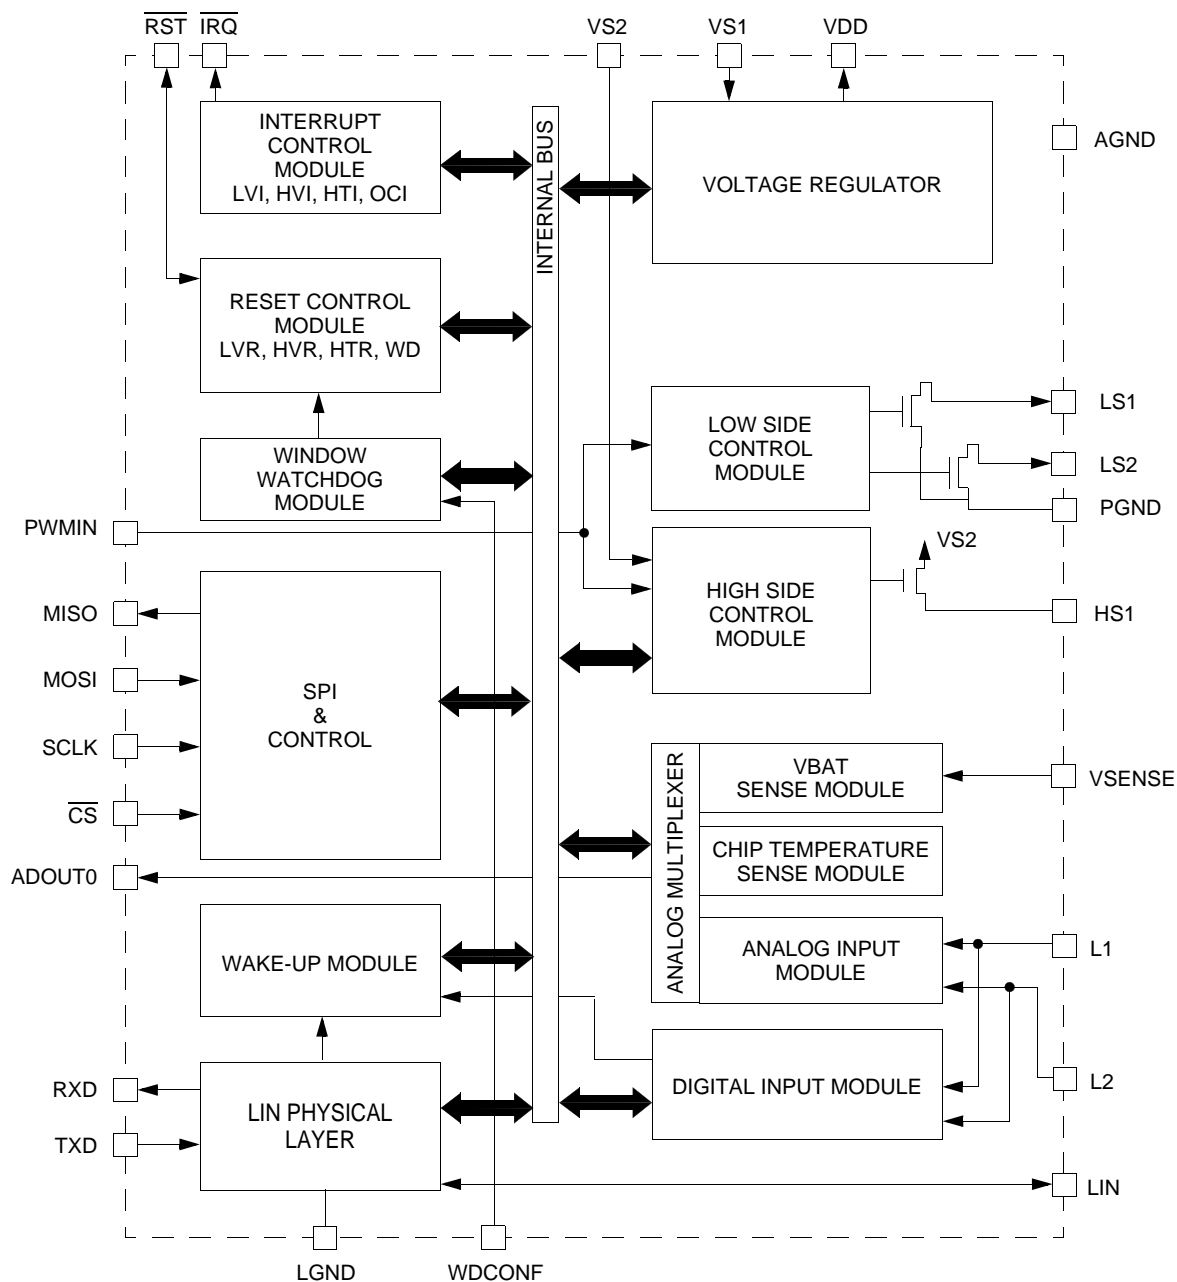 RST IRQ VS2 VS1 VDD
INTERRUPT
CONTROL
MODULE
LVI, HVI, HTI, OCI
INTERNAL BUS
VOLTAGE REGULATOR
AGND
RESET CONTROL
MODULE
LVR, HVR, HTR, WD
WINDOW
WATCHDOG
MODULE
LOW SIDE
CONTROL
MODULE
LS1
LS2
PGND
PWMIN
HIGH SIDE
CONTROL
MODULE
VS2
HS1
MISO
MOSI
SCLK
CS
SPI
&
CONTROL
ADOUT0
ANALOG MULTIPLEXER
VBAT
SENSE MODULE
VSENSE
CHIP TEMPERATURE
SENSE MODULE
ANALOG INPUT
MODULE
L1
WAKE-UP MODULE
DIGITAL INPUT MODULE
L2
RXD
TXD
LIN PHYSICAL
LAYER
LIN
LGND
WDCONF